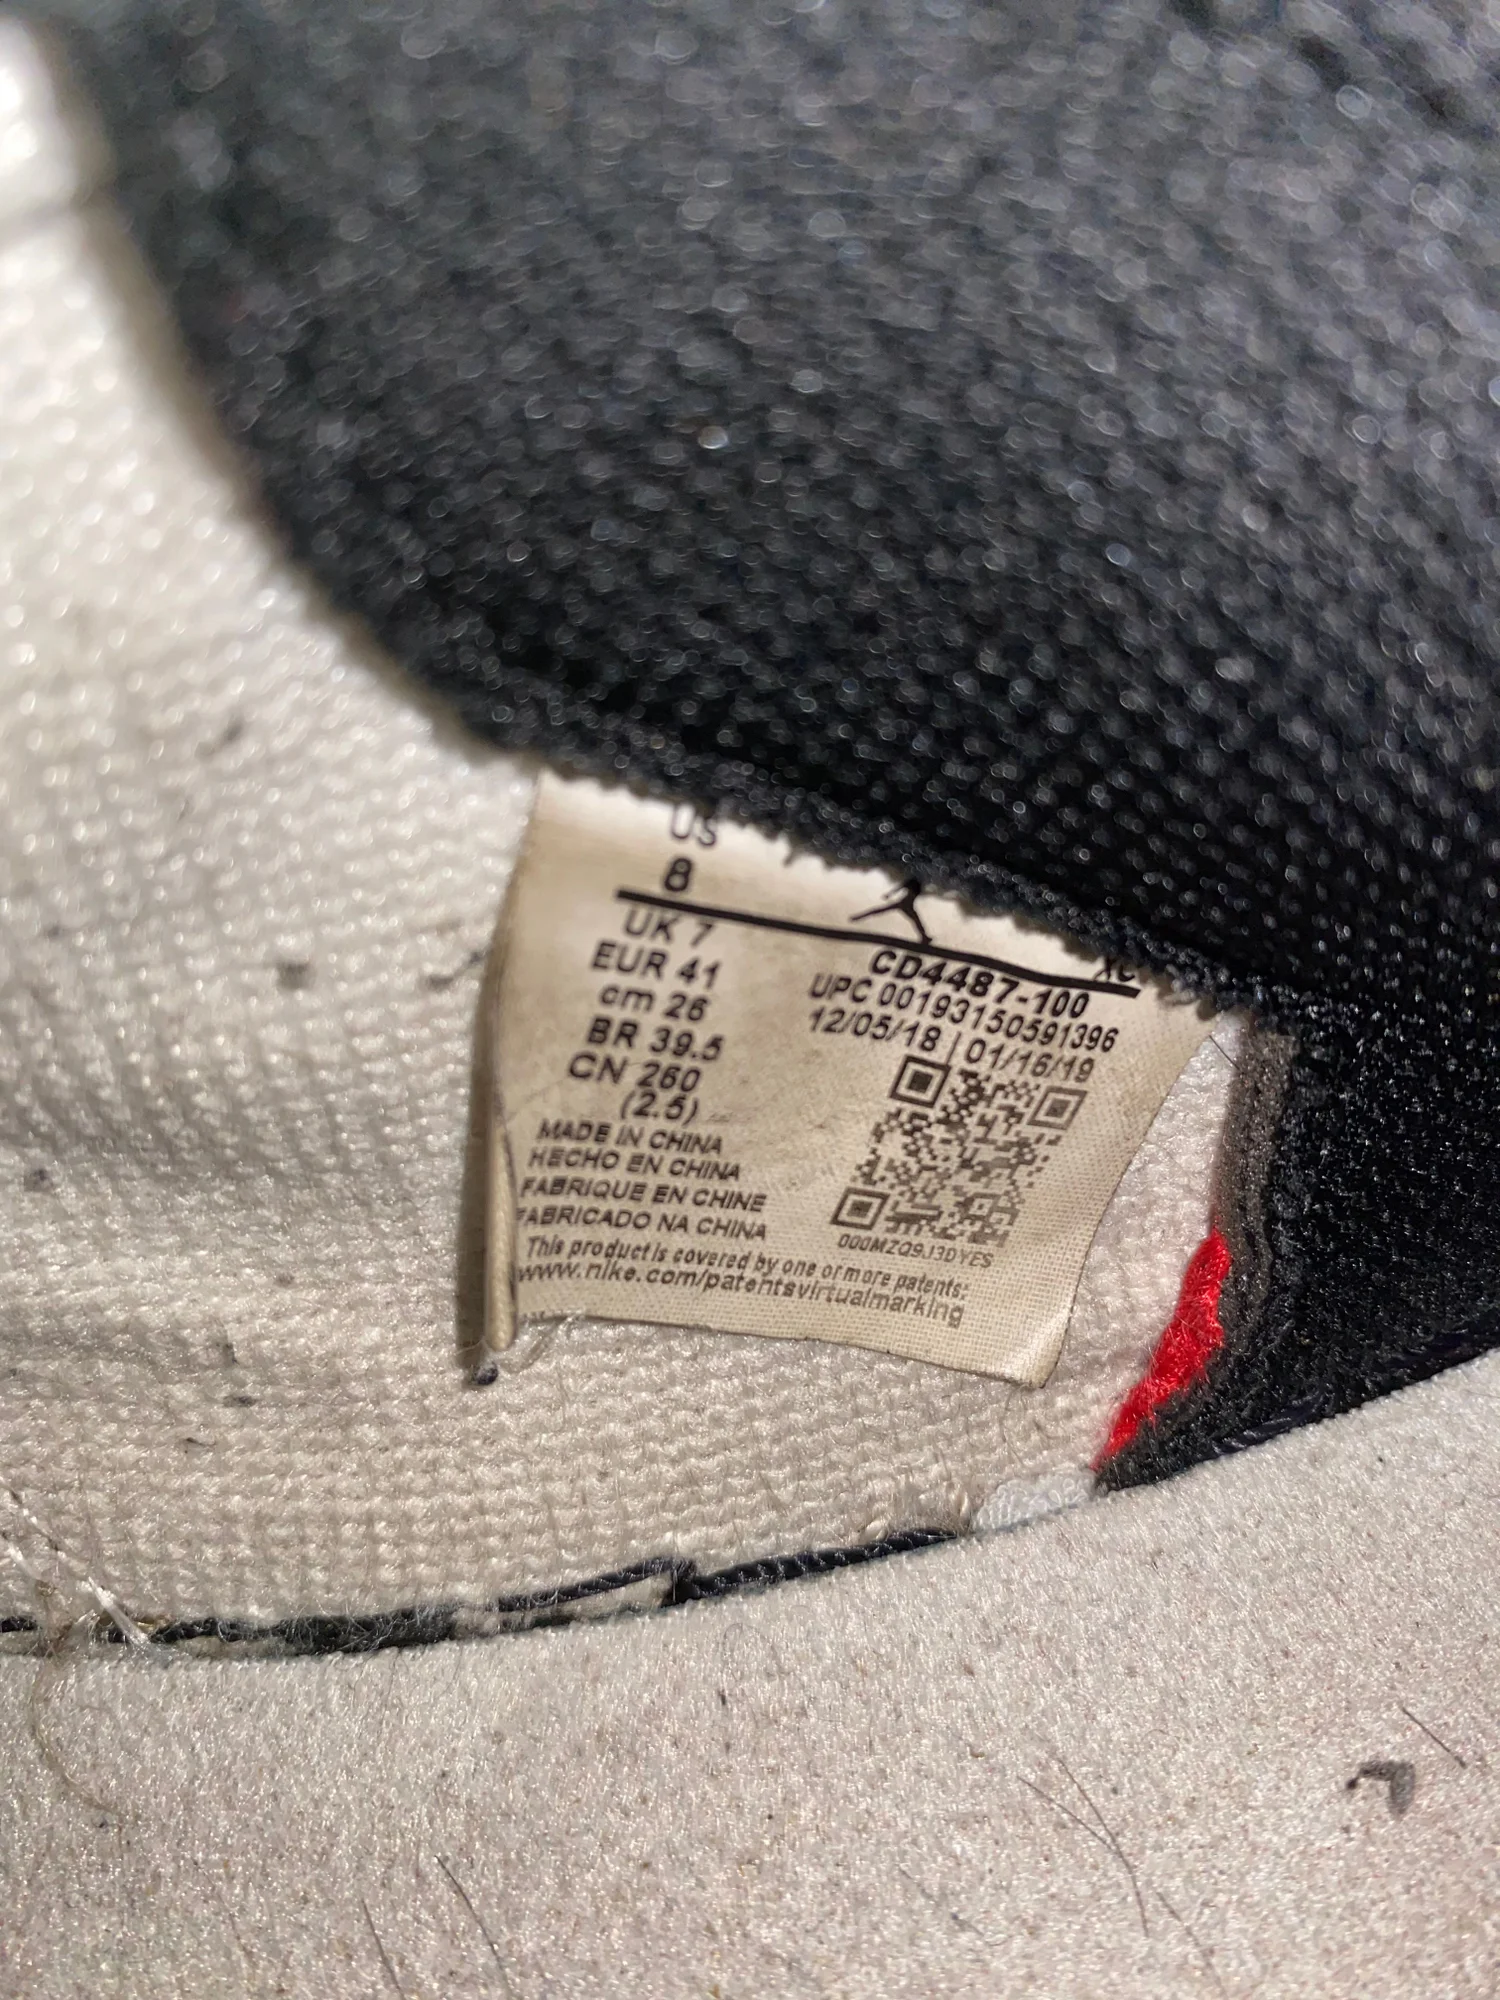 US
8
UK 7
EUR 41
cm 26
BR 39.5
CN 260
(2.5)
MADE IN CHINA
HECHO EN CHINA
FABRIQUE EN CHINE
FABRICADO NA CHINA
XC
CD4487-100
UPC 00193150591396
12/05/18 | 01/16/19
000MZQ9J3DYES
This product is covered by one or more patents:
www.nike.com/patentsvirtualmarking